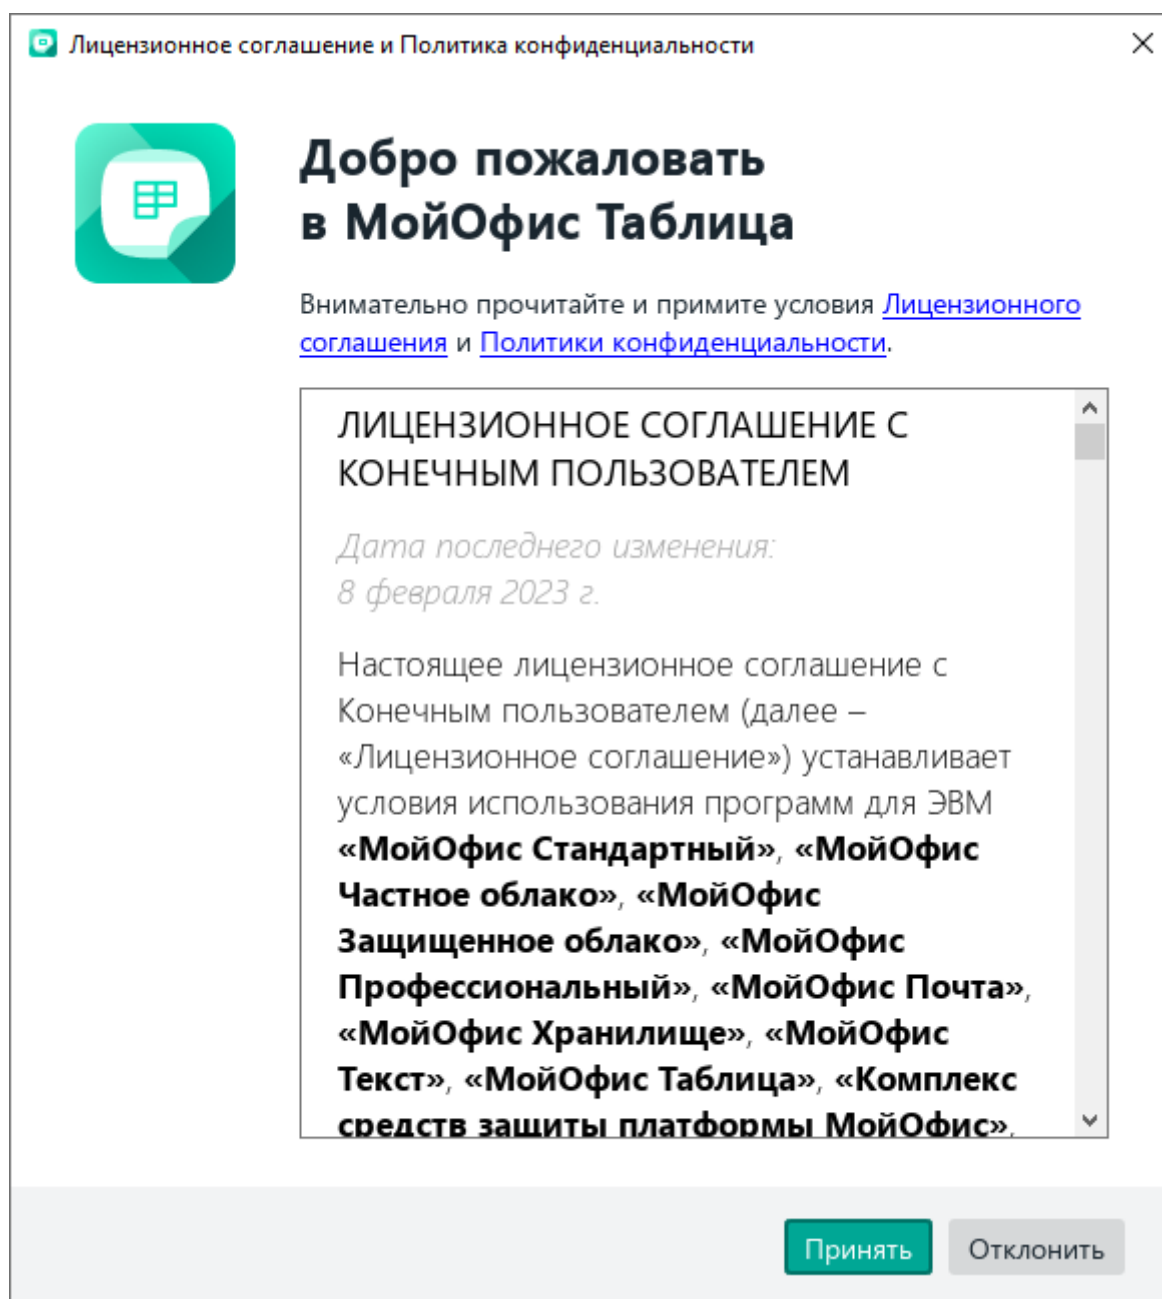 Лицензионное соглашение и Политика конфиденциальности
Добро пожаловать
в МойОфис Таблица
Внимательно прочитайте и примите условия Лицензионного
соглашения и Политики конфиденциальности.
ЛИЦЕНЗИОННОЕ СОГЛАШЕНИЕ С
КОНЕЧНЫМ ПОЛЬЗОВАТЕЛЕМ
Дата последнего изменения:
8 февраля 2023 г.
Настоящее лицензионное соглашение с
Конечным пользователем (далее –
«Лицензионное соглашение») устанавливает
условия использования программ для ЭВМ
«МойОфис Стандартный», «МойОфис
Частное облако», «МойОфис
Защищенное облако», «МойОфис
Профессиональный», «МойОфис Почта»,
«МойОфис Хранилище», «МойОфис
Текст», «МойОфис Таблица», «Комплекс
средств защиты платформы МойОфис»,
Принять
Отклонить